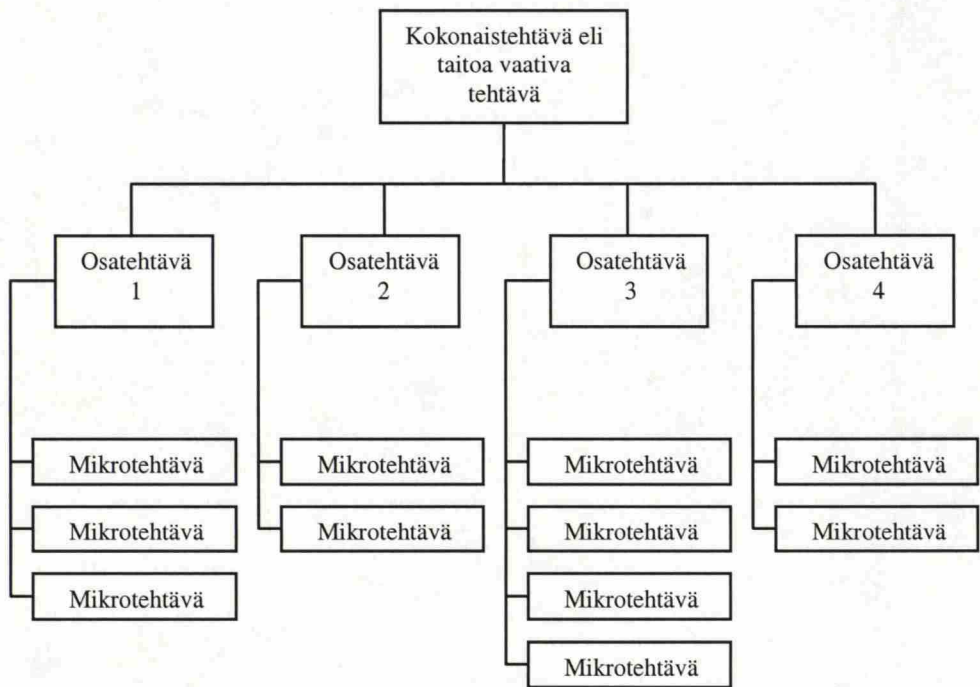 Kokonaistehtävä eli
taitoa vaativa
tehtävä
Osatehtävä
1
Osatehtävä
2
Osatehtävä
3
Osatehtävä
4
Mikrotehtävä
Mikrotehtävä
Mikrotehtävä
Mikrotehtävä
Mikrotehtävä
Mikrotehtävä
Mikrotehtävä
Mikrotehtävä
Mikrotehtävä
Mikrotehtävä
Mikrotehtävä